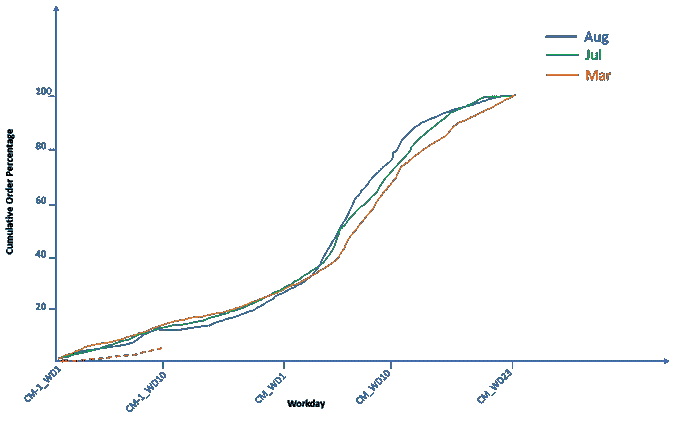 Aug
Jul
Mar
100
80
60
40
20
Cumulative Order Percentage
CM-1_WD1
CM-1_WD10
CM_WD1
CM_WD10
CM_WD23
Workday